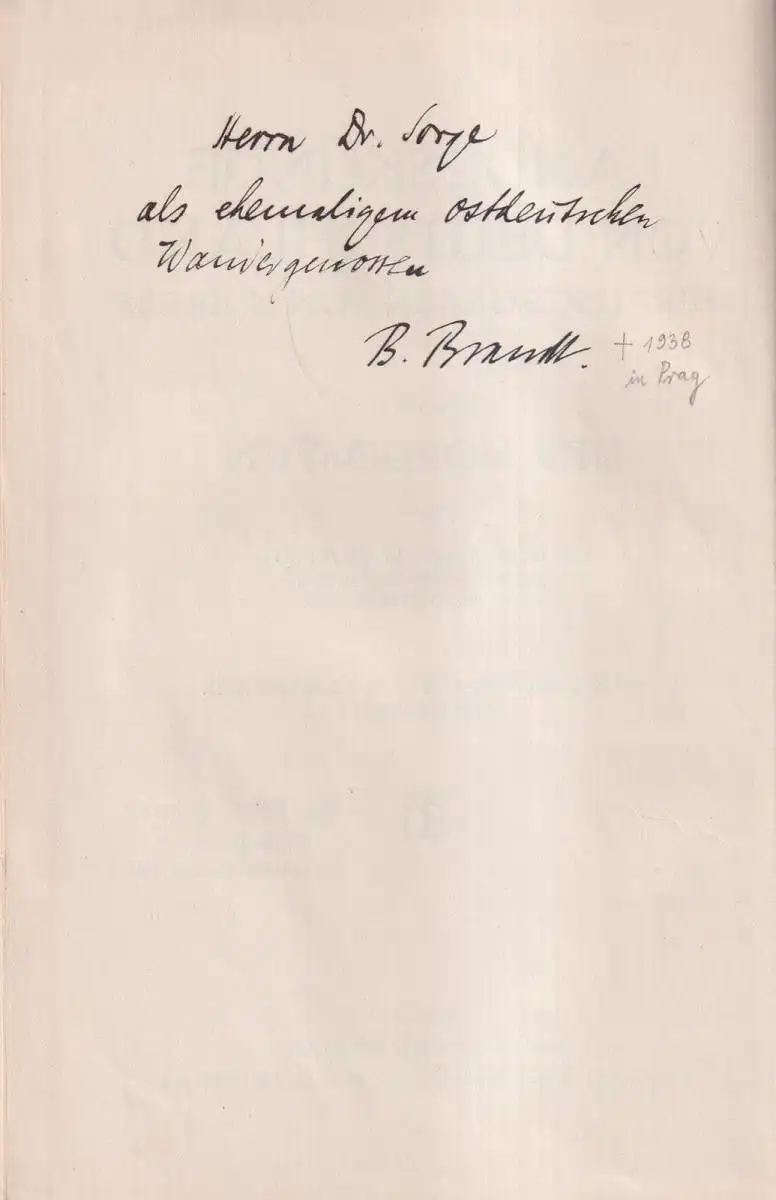 Herrn Dr. Sorge
als ehemaligem ostdeutschen
Wandergenossen
B. Brandt. † 1938
in Prag